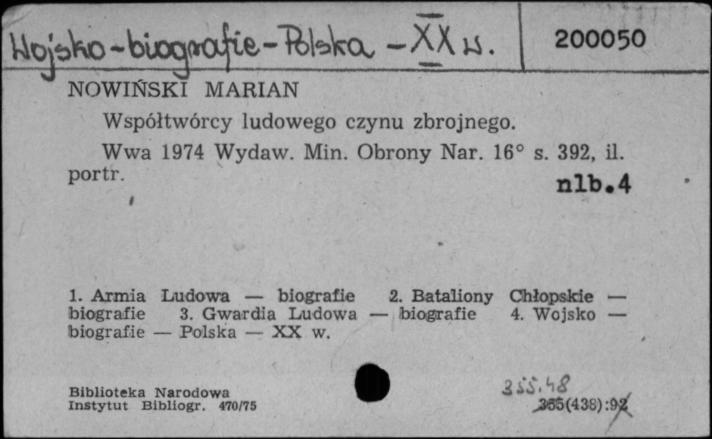 Wojsko-biografie-Polska-XX w.
200050
NOWIŃSKI MARIAN
Współtwórcy ludowego czynu zbrojnego.
Wwa 1974 Wydaw. Min. Obrony Nar. 16° s. 392, il.
portr.
nlb.4
1. Armia Ludowa — biografie 2. Bataliony Chłopskie —
biografie 3. Gwardia Ludowa — biografie 4. Wojsko —
biografie — Polska — XX w.
355.48
Biblioteka Narodowa
Instytut Bibliogr. 470/75
355(438):92